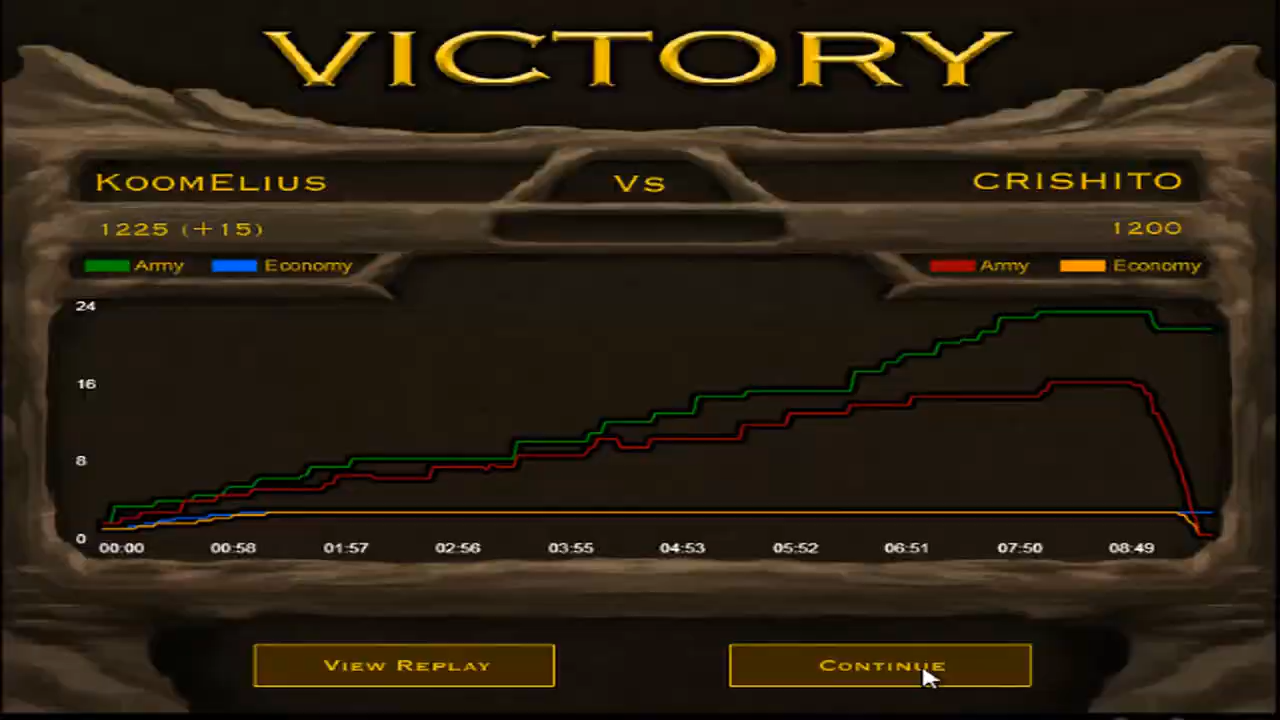 VICTORY
KOOMELIUS VS CRISHITO
1225 (+15) 1200
Army Economy Army Economy
24
16
8
0
00:00 00:58 01:57 02:56 03:55 04:53 05:52 06:51 07:50 08:49
VIEW REPLAY CONTINUE